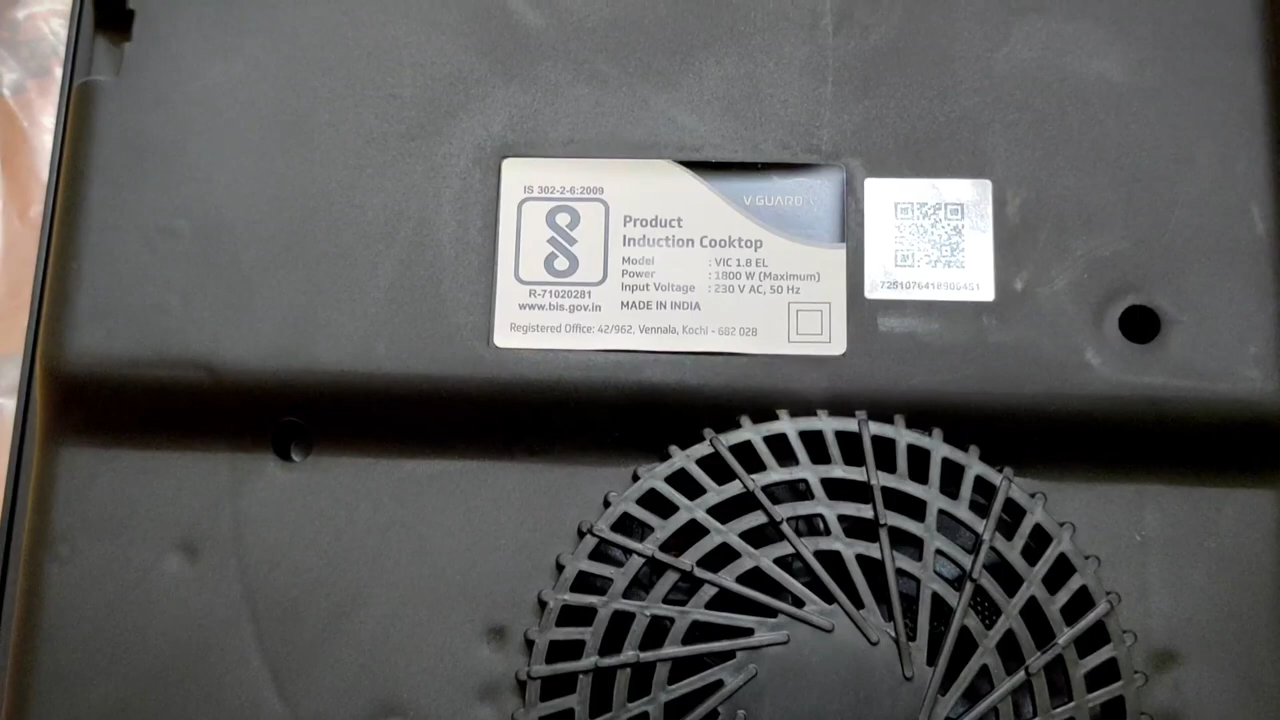 IS 302-2-6:2009
V-GUARD
Product
Induction Cooktop
Model : VIC 1.8 EL
Power : 1800 W (Maximum)
Input Voltage : 230 V AC, 50 Hz
R-71020281
www.bis.gov.in
MADE IN INDIA
Registered Office: 42/962, Vennala, Kochi - 682 028
7251076418906451